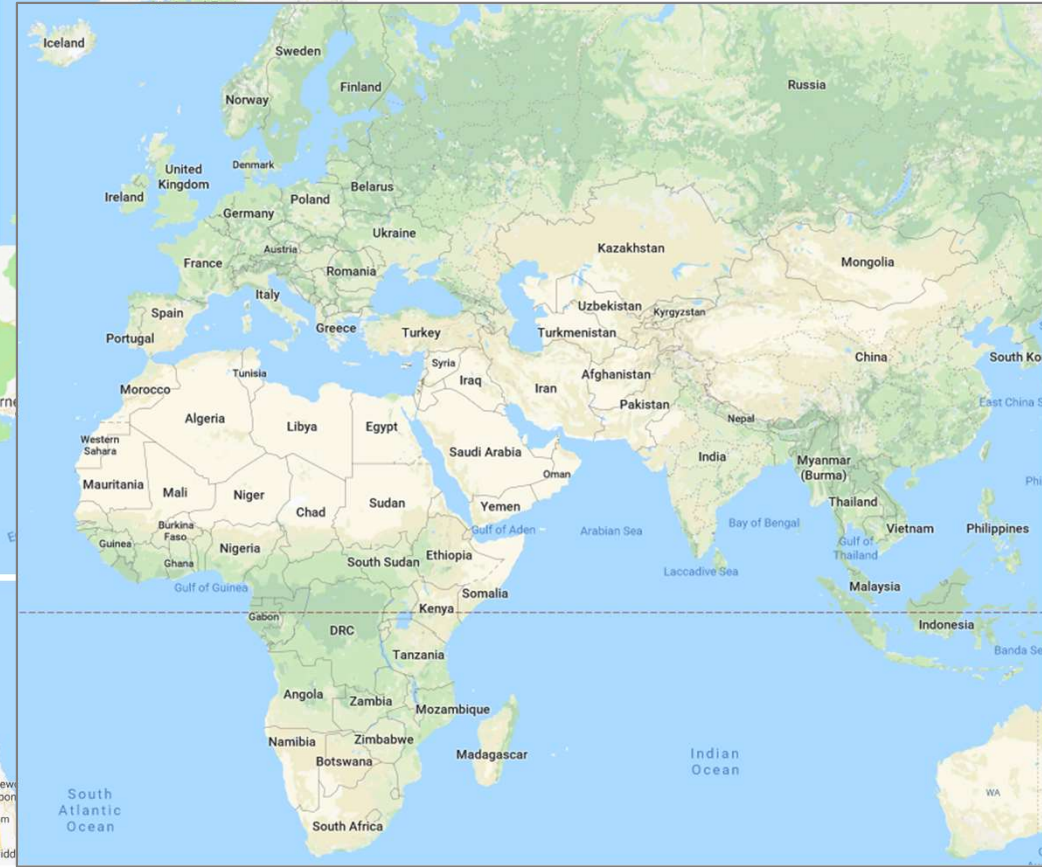 Iceland
Sweden
Finland
Russia
Norway
Denmark
United
Kingdom
Ireland
Belarus
Poland
Germany
Ukraine
Austria
Kazakhstan
France
Mongolia
Romania
Italy
Uzbekistan
Kyrgyzstan
Spain
Greece
Turkey
Turkmenistan
Portugal
China
South Ko
Syria
Tunisia
Afghanistan
Iraq
Iran
Morocco
Pakistan
East China S
Algeria
Libya
Egypt
Nepal
Western
Sahara
Saudi Arabia
India
Myanmar
(Burma)
Oman
Mauritania
Mali
Niger
Phi
Sudan
Thailand
Yemen
Chad
Burkina
Faso
Gulf of Aden
Arabian Sea
Bay of Bengal
Vietnam
Philippines
Guinea
Nigeria
Gulf of
Thailand
Ethiopia
Ghana
South Sudan
Laccadive Sea
Gulf of Guinea
Malaysia
Somalia
Kenya
Gabon
Indonesia
DRC
Banda Se
Tanzania
Angola
Zambia
Mozambique
Namibia
Zimbabwe
Madagascar
Botswana
Indian
Ocean
WA
South
Atlantic
Ocean
South Africa